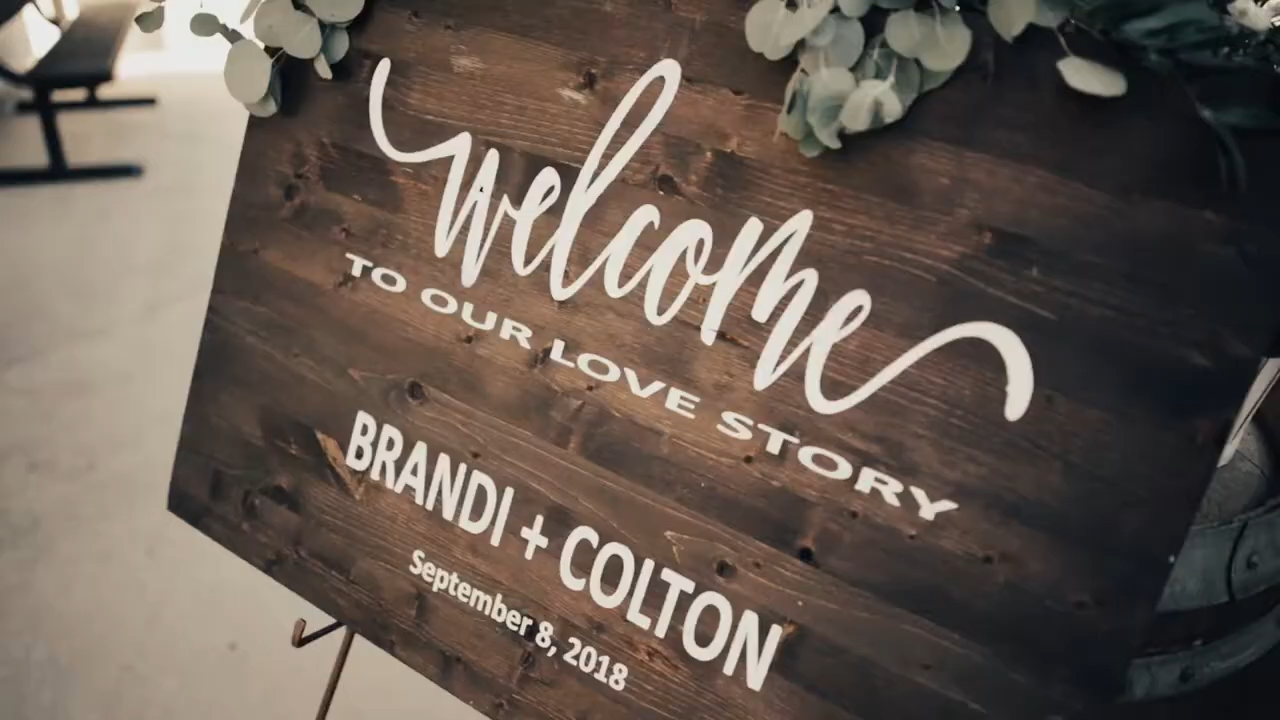 welcome
TO OUR LOVE STORY
BRANDI + COLTON
September 8, 2018